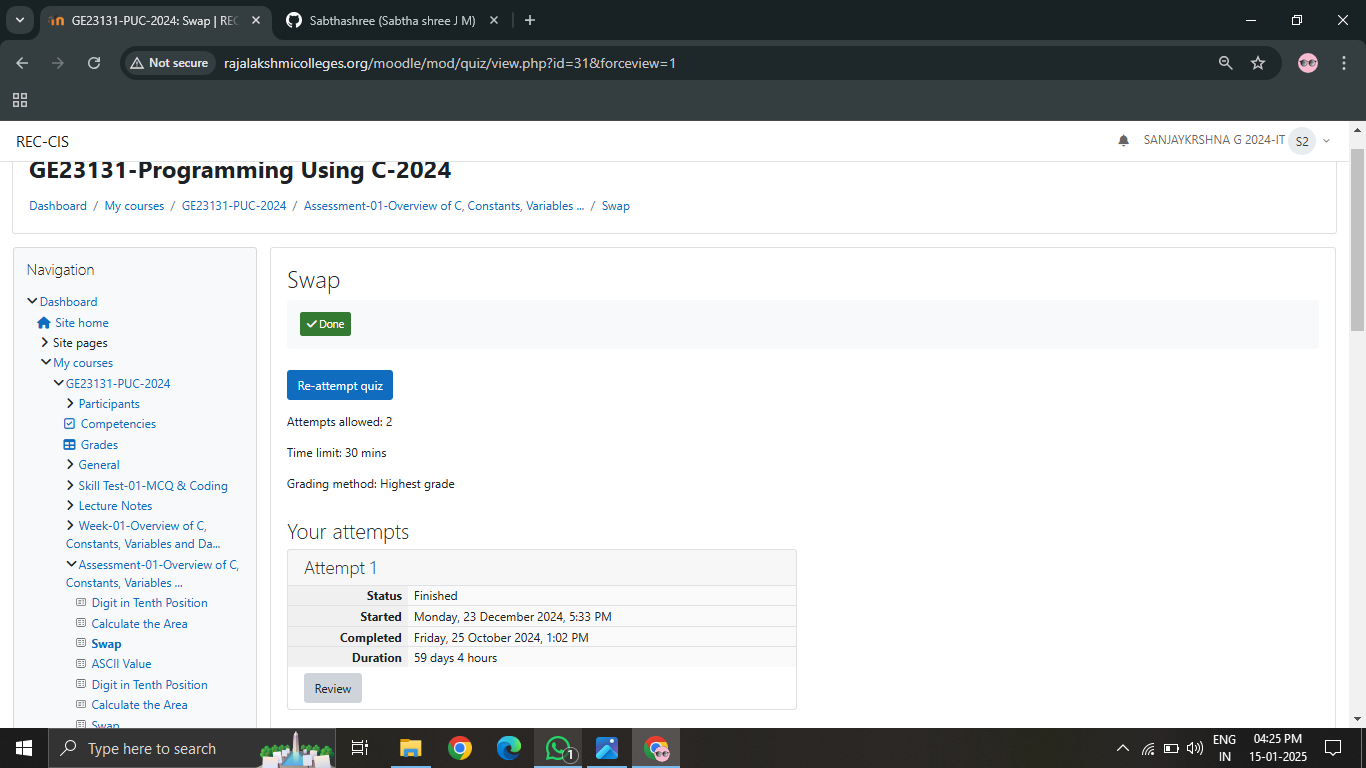 GE23131-PUC-2024: Swap | REC
Sabthashree (Sabtha shree J M)
Not secure
rajalakshmicolleges.org/moodle/mod/quiz/view.php?id=31&forceview=1
REC-CIS
SANJAYKRSHNA G 2024-IT
S2
GE23131-Programming Using C-2024
Dashboard / My courses / GE23131-PUC-2024 / Assessment-01-Overview of C, Constants, Variables ... / Swap
Navigation
Dashboard
Site home
Site pages
My courses
GE23131-PUC-2024
Participants
Competencies
Grades
General
Skill Test-01-MCQ & Coding
Lecture Notes
Week-01-Overview of C,
Constants, Variables and Da...
Assessment-01-Overview of C,
Constants, Variables ...
Digit in Tenth Position
Calculate the Area
Swap
ASCII Value
Digit in Tenth Position
Calculate the Area
Swap
Swap
Done
Re-attempt quiz
Attempts allowed: 2
Time limit: 30 mins
Grading method: Highest grade
Your attempts
Attempt 1
Status Finished
Started Monday, 23 December 2024, 5:33 PM
Completed Friday, 25 October 2024, 1:02 PM
Duration 59 days 4 hours
Review
Type here to search
1
ENG
IN
04:25 PM
15-01-2025